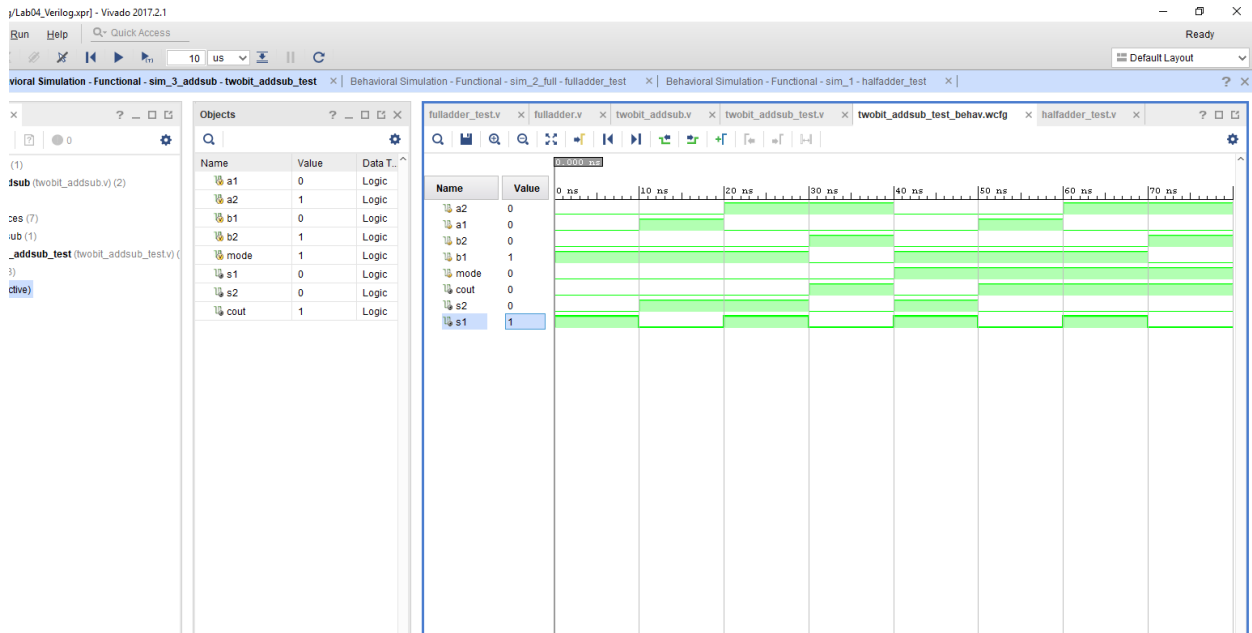 g/Lab04_Verilog.xpr] - Vivado 2017.2.1
Run Help Quick Access Ready
10 us Default Layout
vioral Simulation - Functional - sim_3_addsub - twobit_addsub_test Behavioral Simulation - Functional - sim_2_full - fulladder_test Behavioral Simulation - Functional - sim_1 - halfadder_test
0
(1)
dsub (twobit_addsub.v) (2)
ces (7)
sub (1)
_addsub_test (twobit_addsub_test.v) (
3)
ctive)
Objects
Name Value Data T..
a1 0 Logic
a2 1 Logic
b1 0 Logic
b2 1 Logic
mode 1 Logic
s1 0 Logic
s2 0 Logic
cout 1 Logic
fulladder_test.v fulladder.v twobit_addsub.v twobit_addsub_test.v twobit_addsub_test_behav.wcfg halfadder_test.v
0.000 ns
Name Value 0 ns 10 ns 20 ns 30 ns 40 ns 50 ns 60 ns 70 ns
a2 0
a1 0
b2 0
b1 1
mode 0
cout 0
s2 0
s1 1